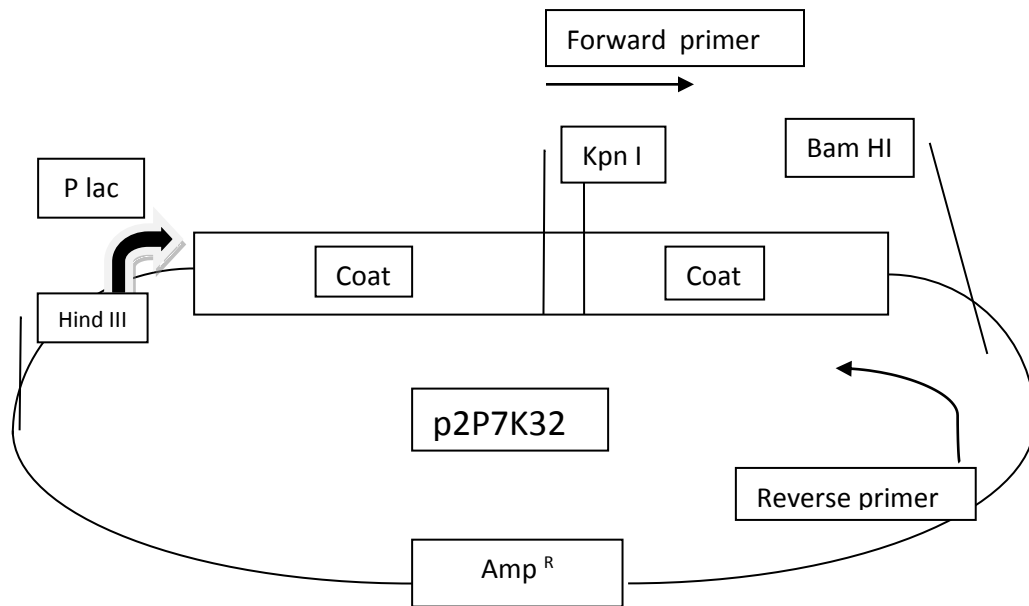 Forward primer
Kpn I
Bam HI
P lac
Coat
Coat
Hind III
p2P7K32
Reverse primer
Amp R